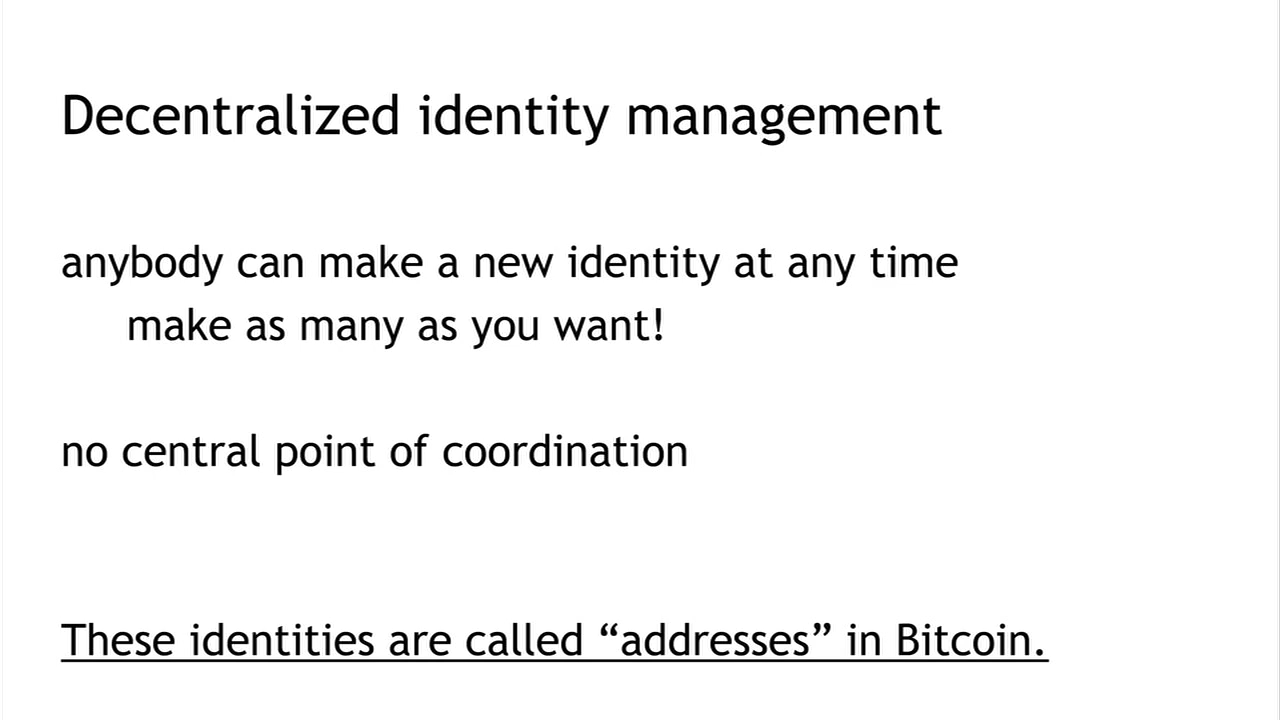 Decentralized identity management
anybody can make a new identity at any time
make as many as you want!
no central point of coordination
These identities are called “addresses” in Bitcoin.